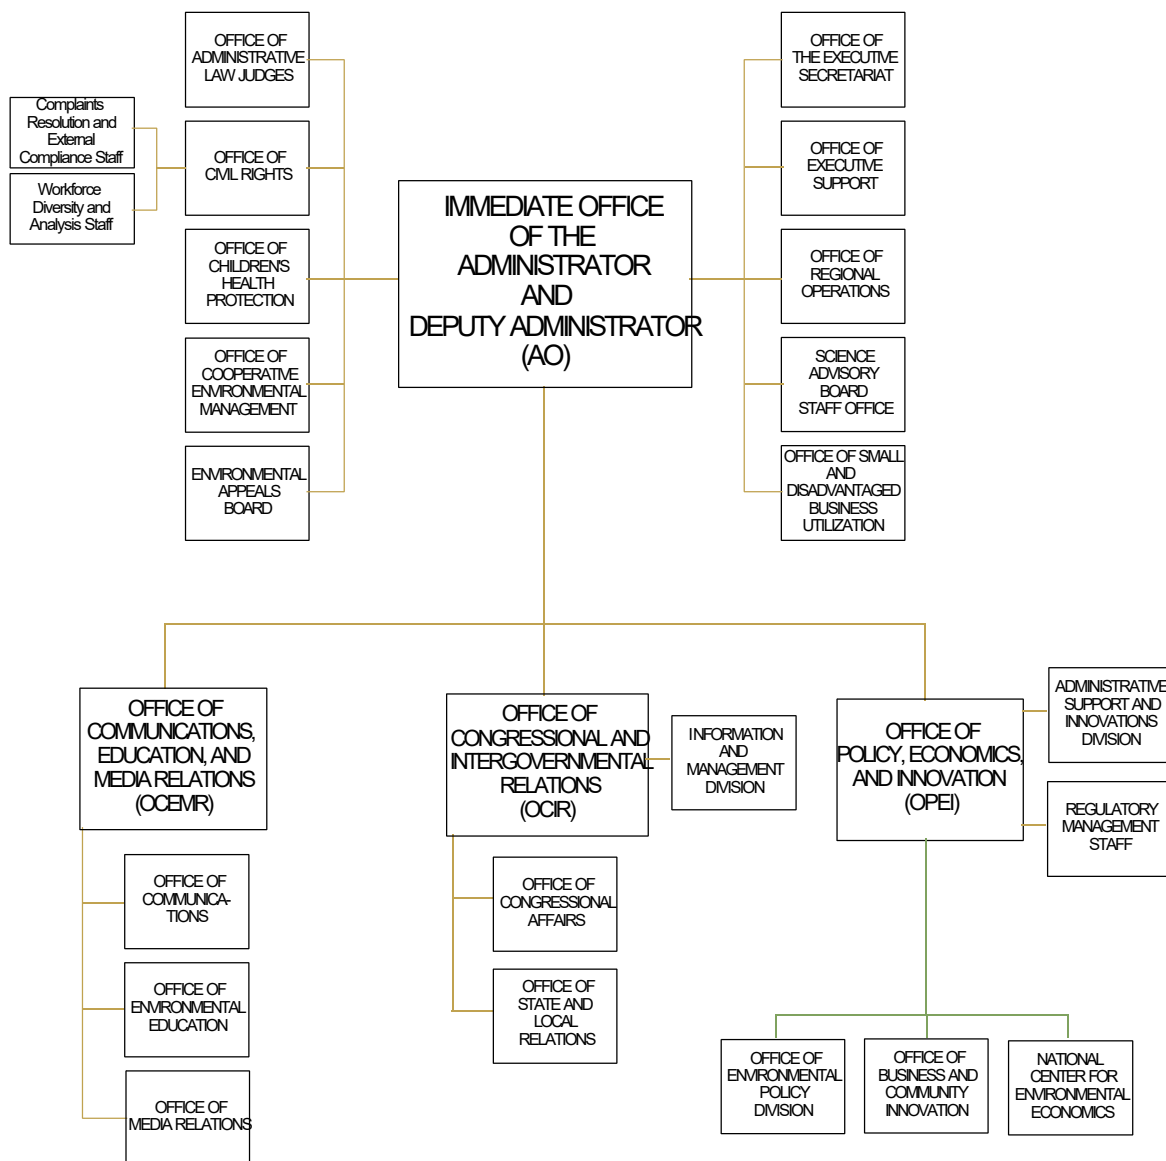 OFFICE OF
ADMINISTRATIVE
LAW JUDGES
OFFICE OF
THE EXECUTIVE
SECRETARIAT
Complaints
Resolution and
External
Compliance Staff
OFFICE OF
CIVIL RIGHTS
OFFICE OF
EXECUTIVE
SUPPORT
Workforce
Diversity and
Analysis Staff
IMMEDIATE OFFICE
OF THE
ADMINISTRATOR
AND
DEPUTY ADMINISTRATOR
(AO)
OFFICE OF
CHILDREN'S
HEALTH
PROTECTION
OFFICE OF
REGIONAL
OPERATIONS
OFFICE OF
COOPERATIVE
ENVIRONMENTAL
MANAGEMENT
SCIENCE
ADVISORY
BOARD
STAFF OFFICE
ENVIRONMENTAL
APPEALS
BOARD
OFFICE OF SMALL
AND
DISADVANTAGED
BUSINESS
UTILIZATION
OFFICE OF
COMMUNICATIONS,
EDUCATION, AND
MEDIA RELATIONS
(OCEMR)
OFFICE OF
CONGRESSIONAL AND
INTERGOVERNMENTAL
RELATIONS
(OCIR)
INFORMATION
AND
MANAGEMENT
DIVISION
OFFICE OF
POLICY, ECONOMICS,
AND INNOVATION
(OPEI)
ADMINISTRATIVE
SUPPORT AND
INNOVATIONS
DIVISION
REGULATORY
MANAGEMENT
STAFF
OFFICE OF
COMMUNICA-
TIONS
OFFICE OF
CONGRESSIONAL
AFFAIRS
OFFICE OF
ENVIRONMENTAL
EDUCATION
OFFICE OF
STATE AND
LOCAL
RELATIONS
OFFICE OF
MEDIA RELATIONS
OFFICE OF
ENVIRONMENTAL
POLICY
DIVISION
OFFICE OF
BUSINESS AND
COMMUNITY
INNOVATION
NATIONAL
CENTER FOR
ENVIRONMENTAL
ECONOMICS